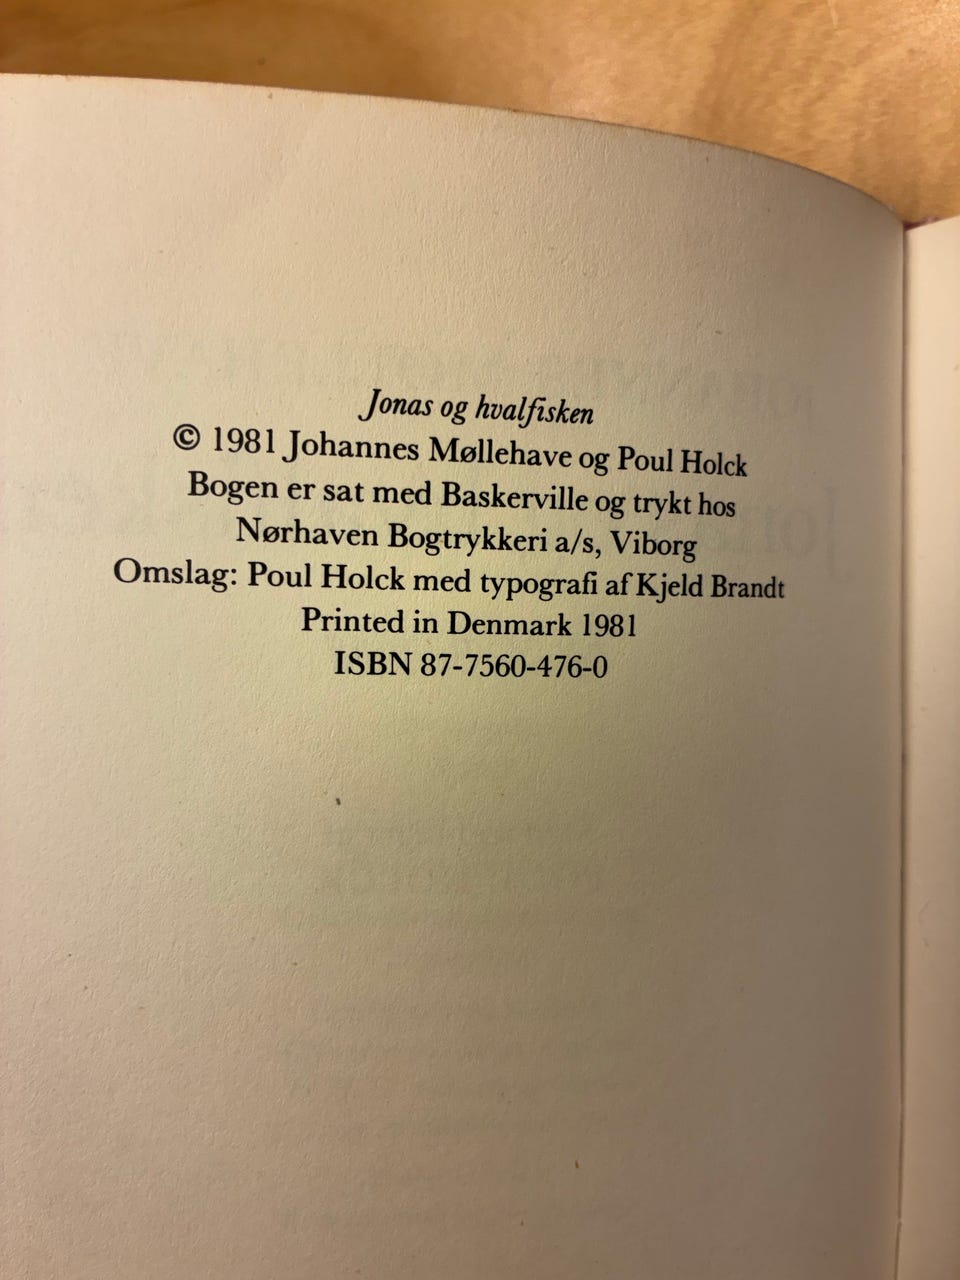 Jonas og hvalfisken
© 1981 Johannes Møllehave og Poul Holck
Bogen er sat med Baskerville og trykt hos
Nørhaven Bogtrykkeri a/s, Viborg
Omslag: Poul Holck med typografi af Kjeld Brandt
Printed in Denmark 1981
ISBN 87-7560-476-0